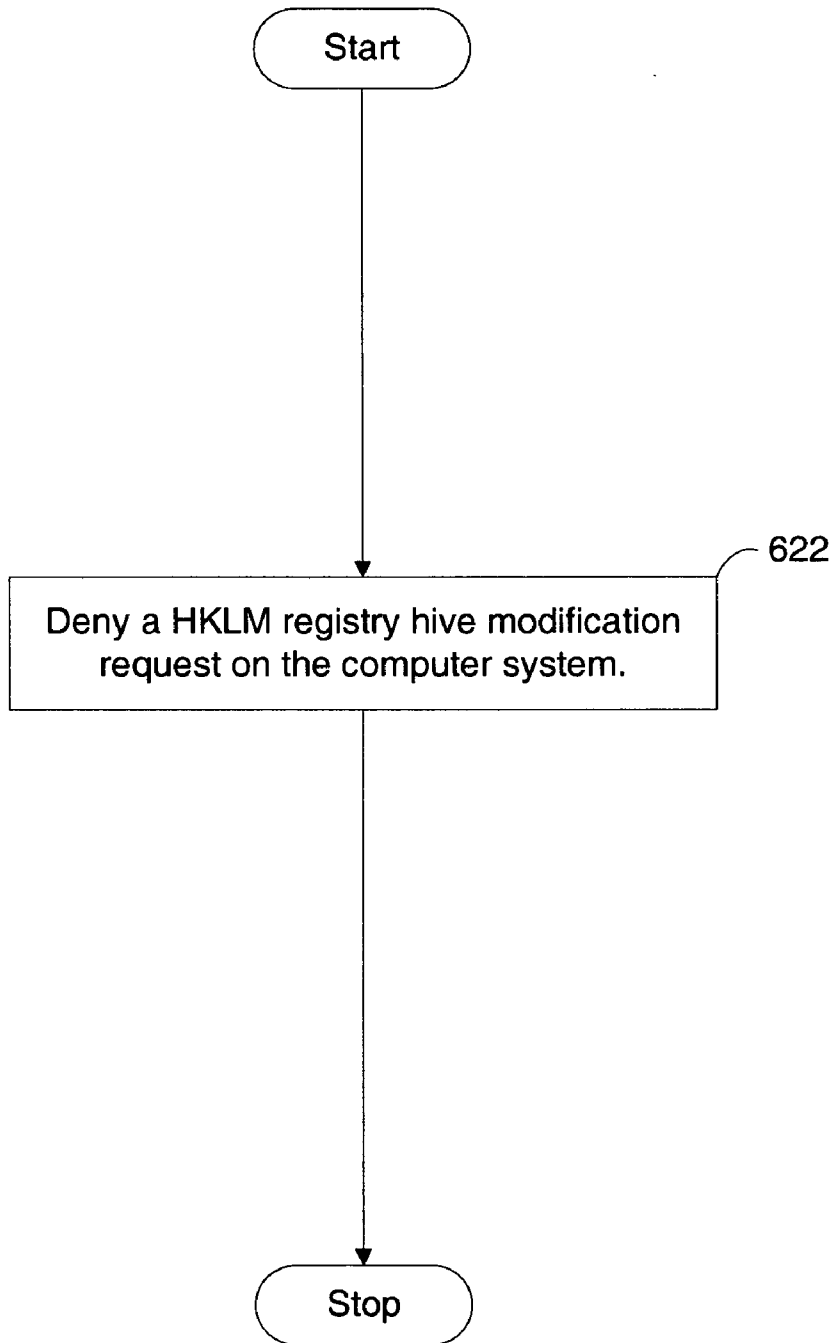 Start
622
Deny a HKLM registry hive modification
request on the computer system.
Stop